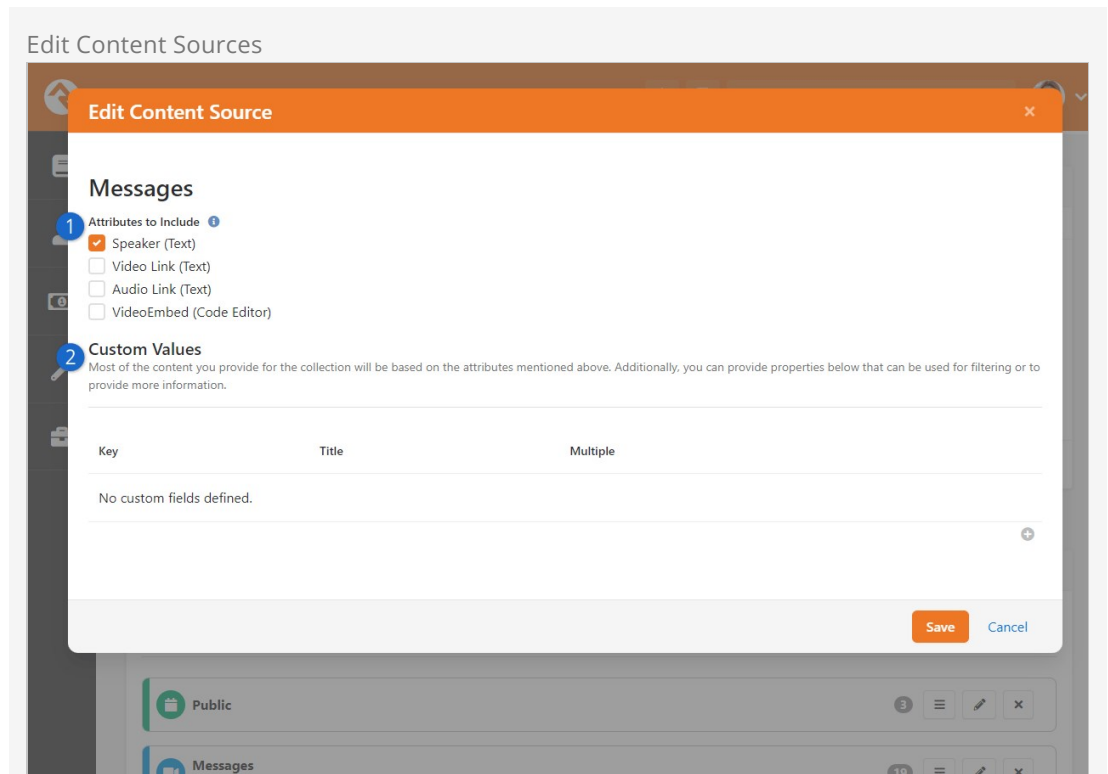 Edit Content Sources
Edit Content Source
×
Messages
1
Attributes to Include
Speaker (Text)
Video Link (Text)
Audio Link (Text)
VideoEmbed (Code Editor)
2
Custom Values
Most of the content you provide for the collection will be based on the attributes mentioned above. Additionally, you can provide properties below that can be used for filtering or to
provide more information.
Key Title Multiple
No custom fields defined.
Save Cancel
Public 3
Messages 19